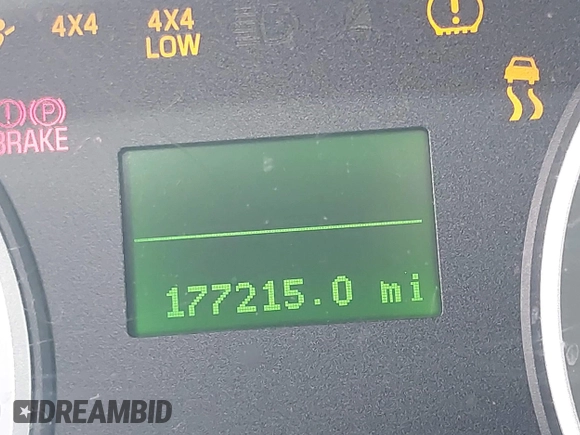 4X4
4X4
LOW
(!) (P)
BRAKE
177215.0 mi
DREAMBID